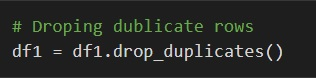 # Droping dublicate rows
df1 = df1.drop_duplicates()